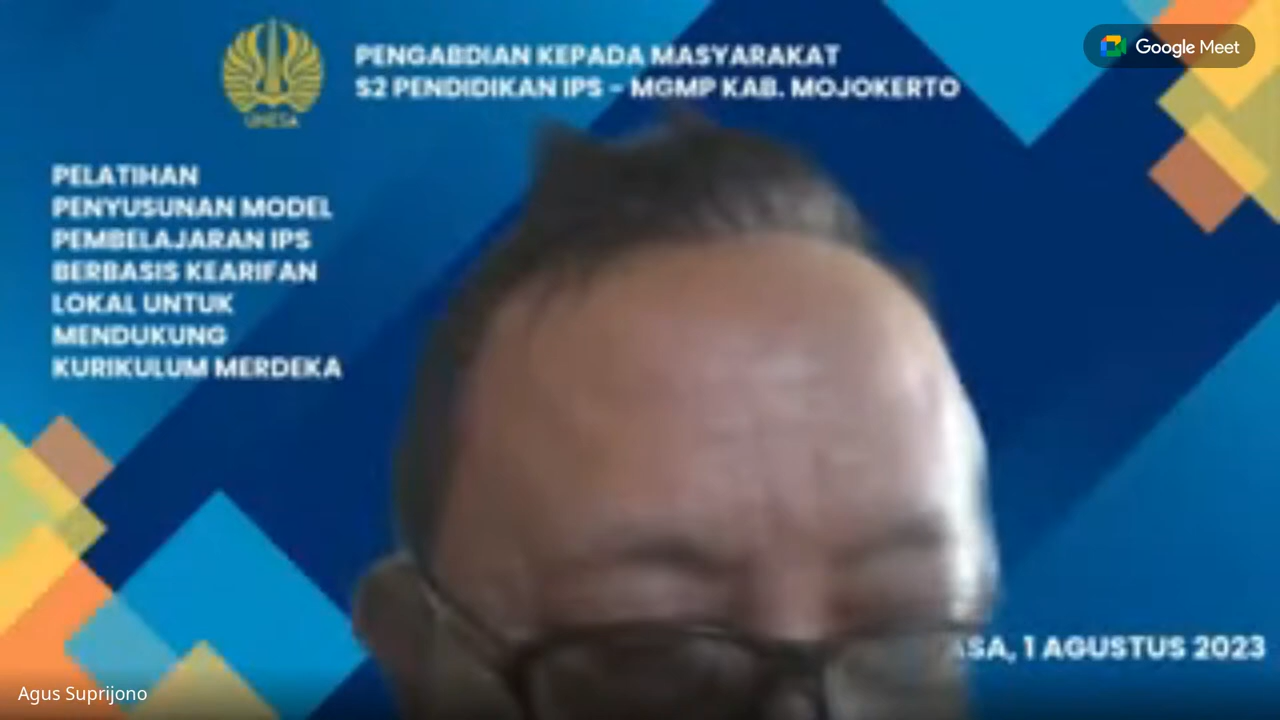 PENGABDIAN KEPADA MASYARAKAT
S2 PENDIDIKAN IPS - MGMP KAB. MOJOKERTO
Google Meet
UNESA
PELATIHAN
PENYUSUNAN MODEL
PEMBELAJARAN IPS
BERBASIS KEARIFAN
LOKAL UNTUK
MENDUKUNG
KURIKULUM MERDEKA
ASA, 1 AGUSTUS 2023
Agus Suprijono